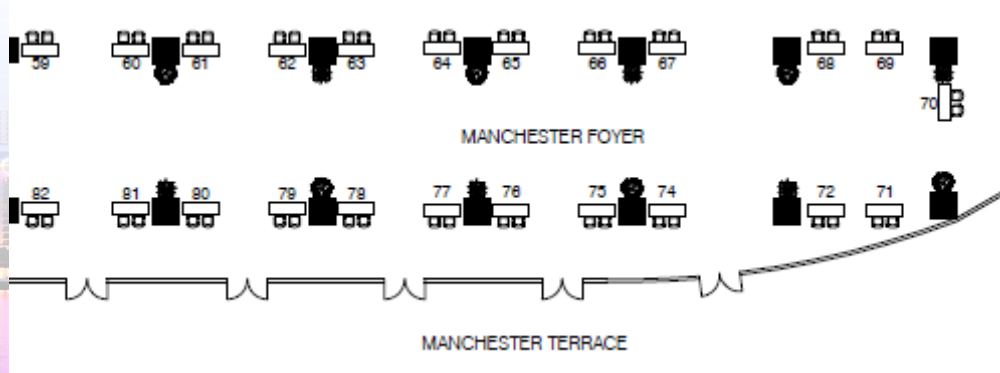 59 60 61 62 63 64 65 66 67 68 69
70
MANCHESTER FOYER
82 81 80 79 78 77 76 75 74 72 71
MANCHESTER TERRACE